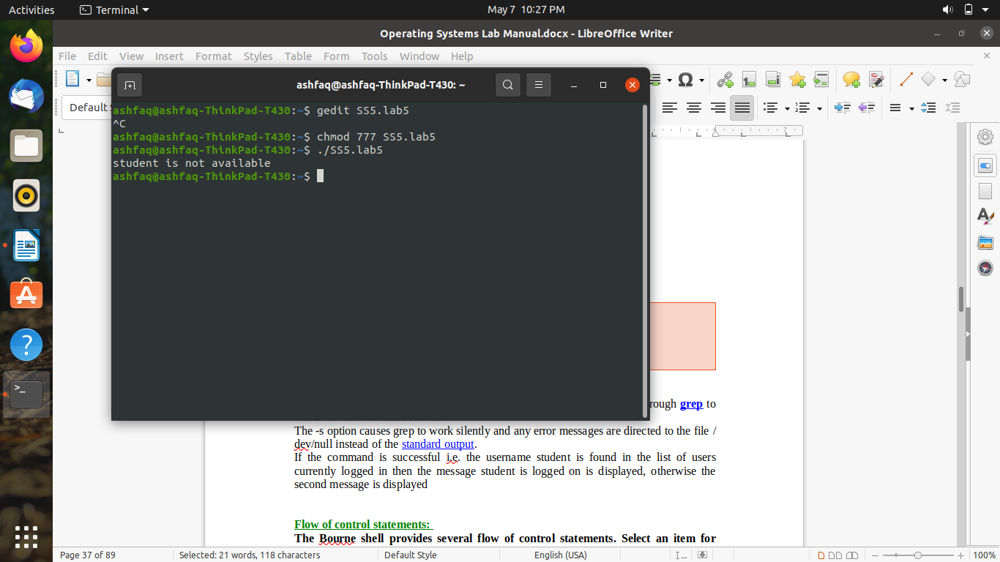 Activities Terminal May 7 10:27 PM
Operating Systems Lab Manual.docx - LibreOffice Writer
File Edit View Insert Format Styles Table Form Tools Window Help
ashfaq@ashfaq-ThinkPad-T430: ~
ashfaq@ashfaq-ThinkPad-T430:~$ gedit SS5.lab5
^C
ashfaq@ashfaq-ThinkPad-T430:~$ chmod 777 SS5.lab5
ashfaq@ashfaq-ThinkPad-T430:~$ ./SS5.lab5
student is not available
ashfaq@ashfaq-ThinkPad-T430:~$
6 7
grep to
The -s option causes grep to work silently and any error messages are directed to the file /
dev/null instead of the standard output.
If the command is successful i.e. the username student is found in the list of users
currently logged in then the message student is logged on is displayed, otherwise the
second message is displayed
Flow of control statements:
The Bourne shell provides several flow of control statements. Select an item for
Page 37 of 89 Selected: 21 words, 118 characters Default Style English (USA) 100%